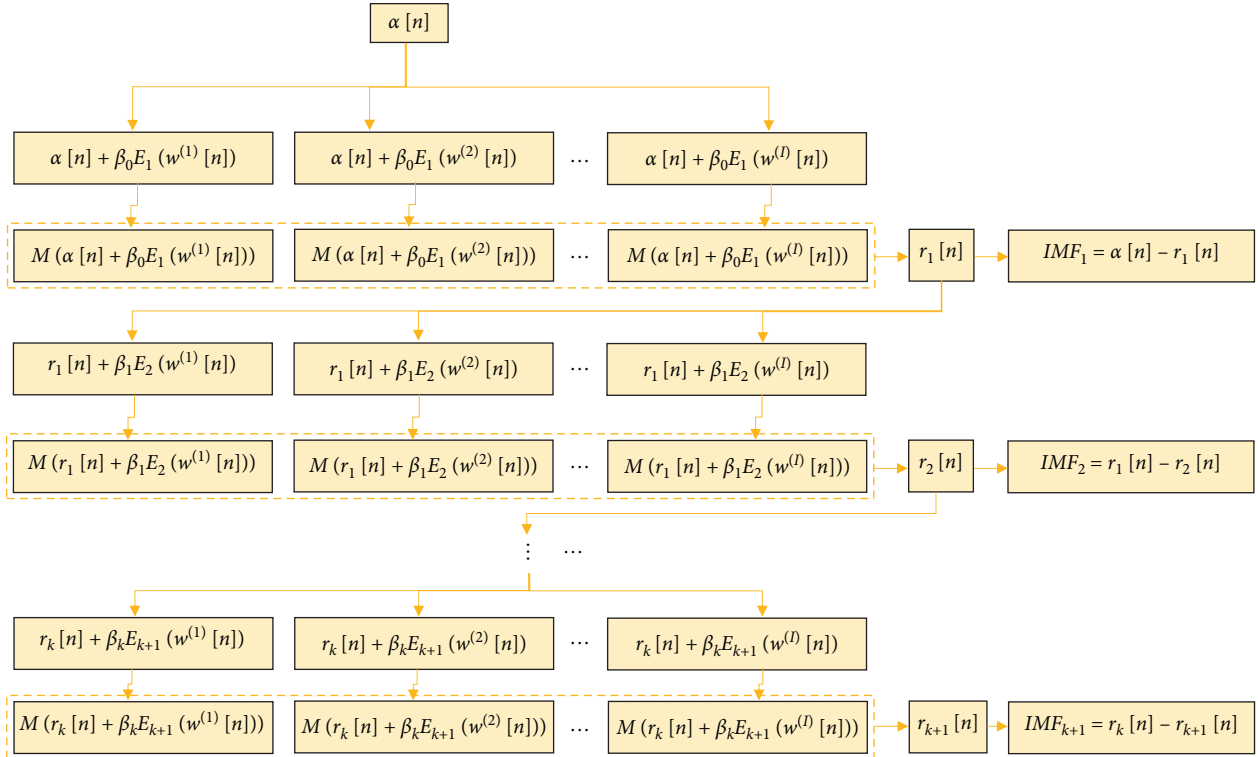 α [n]
α [n] + β₀E₁ (w⁽¹⁾ [n])
α [n] + β₀E₁ (w⁽²⁾ [n])
...
α [n] + β₀E₁ (w⁽ᴵ⁾ [n])
M (α [n] + β₀E₁ (w⁽¹⁾ [n]))
M (α [n] + β₀E₁ (w⁽²⁾ [n]))
...
M (α [n] + β₀E₁ (w⁽ᴵ⁾ [n]))
r₁ [n]
IMF₁ = α [n] – r₁ [n]
r₁ [n] + β₁E₂ (w⁽¹⁾ [n])
r₁ [n] + β₁E₂ (w⁽²⁾ [n])
...
r₁ [n] + β₁E₂ (w⁽ᴵ⁾ [n])
M (r₁ [n] + β₁E₂ (w⁽¹⁾ [n]))
M (r₁ [n] + β₁E₂ (w⁽²⁾ [n]))
...
M (r₁ [n] + β₁E₂ (w⁽ᴵ⁾ [n]))
r₂ [n]
IMF₂ = r₁ [n] – r₂ [n]
⋮ ...
rₖ [n] + βₖEₖ₊₁ (w⁽¹⁾ [n])
rₖ [n] + βₖEₖ₊₁ (w⁽²⁾ [n])
...
rₖ [n] + βₖEₖ₊₁ (w⁽ᴵ⁾ [n])
M (rₖ [n] + βₖEₖ₊₁ (w⁽¹⁾ [n]))
M (rₖ [n] + βₖEₖ₊₁ (w⁽²⁾ [n]))
...
M (rₖ [n] + βₖEₖ₊₁ (w⁽ᴵ⁾ [n]))
rₖ₊₁ [n]
IMFₖ₊₁ = rₖ [n] – rₖ₊₁ [n]